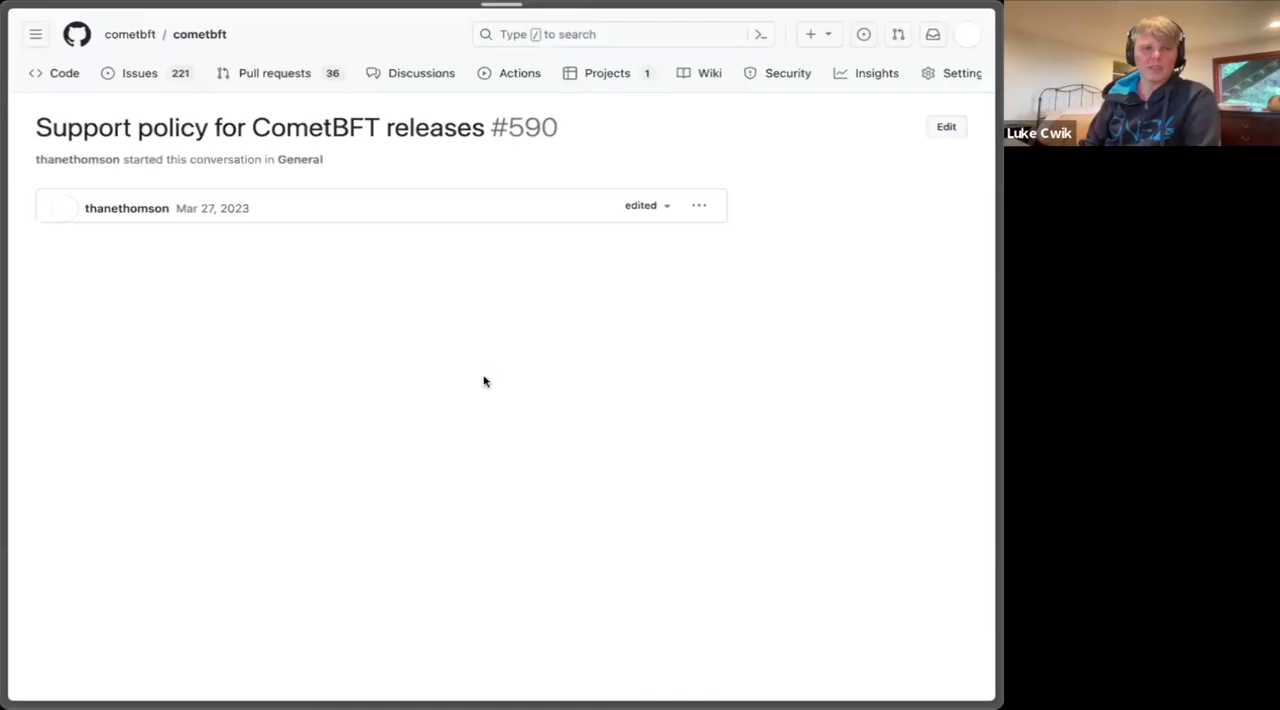 cometbft / cometbft
Type / to search
Code
Issues 221
Pull requests 36
Discussions
Actions
Projects 1
Wiki
Security
Insights
Setting
Support policy for CometBFT releases #590
Edit
thanethomson started this conversation in General
thanethomson Mar 27, 2023
edited
Luke Cwik